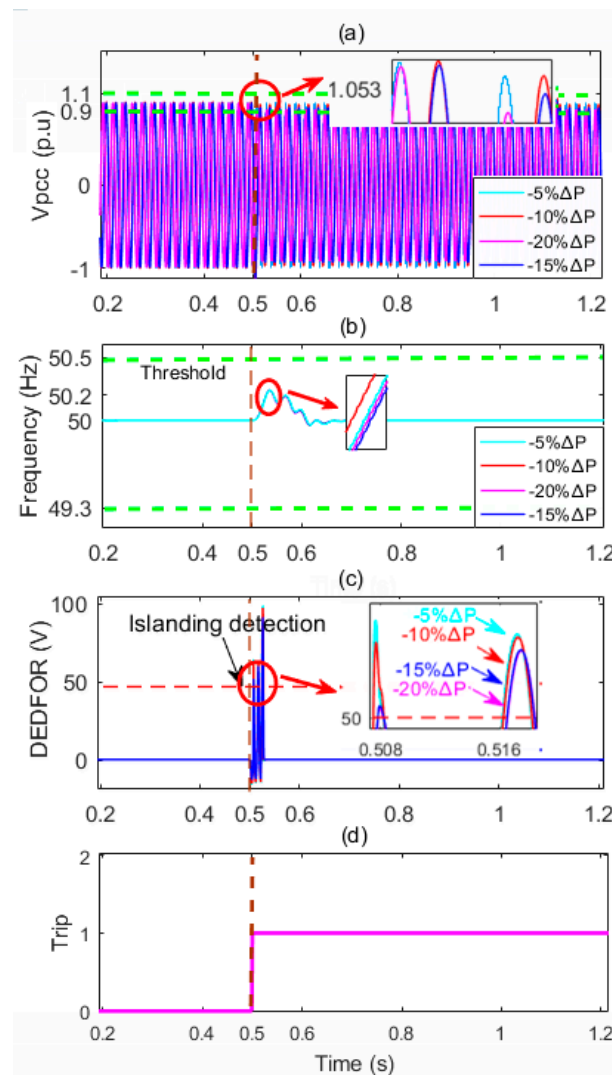 (a)
1.1
0.9
0
-1
Vpcc (p.u)
1.053
-5%ΔP
-10%ΔP
-20%ΔP
-15%ΔP
0.2 0.4 0.5 0.6 0.8 1 1.2
(b)
50.5
50.2
50
49.3
Frequency (Hz)
Threshold
-5%ΔP
-10%ΔP
-20%ΔP
-15%ΔP
0.2 0.4 0.5 0.6 0.8 1 1.2
(c)
100
50
0
DEDFOR (V)
Islanding detection
-5%ΔP
-10%ΔP
-15%ΔP
-20%ΔP
50
0.508 0.516
0.2 0.4 0.5 0.6 0.8 1 1.2
(d)
2
1
0
Trip
0.2 0.4 0.5 0.6 0.8 1 1.2
Time (s)